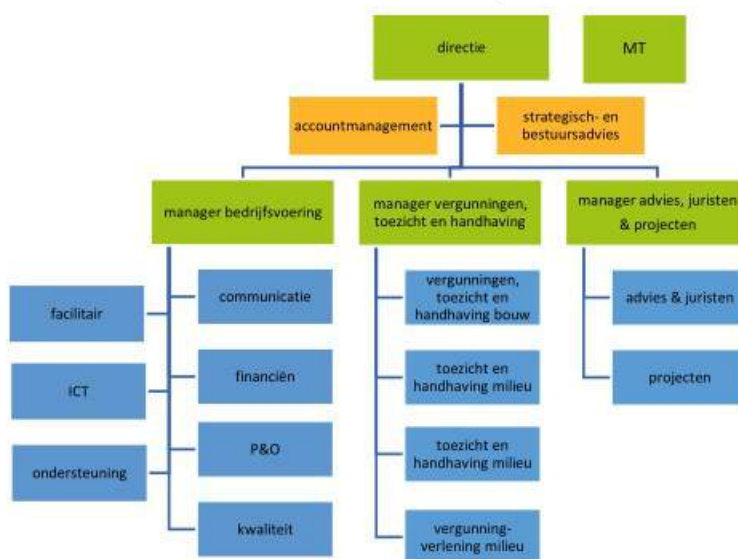 directie
MT
accountmanagement
strategisch- en
bestuursadvies
manager bedrijfsvoering
manager vergunningen,
toezicht en handhaving
manager advies, juristen
& projecten
facilitair
ICT
ondersteuning
communicatie
financiën
P&O
kwaliteit
vergunningen,
toezicht en
handhaving bouw
toezicht en
handhaving milieu
toezicht en
handhaving milieu
vergunning-
verlening milieu
advies & juristen
projecten